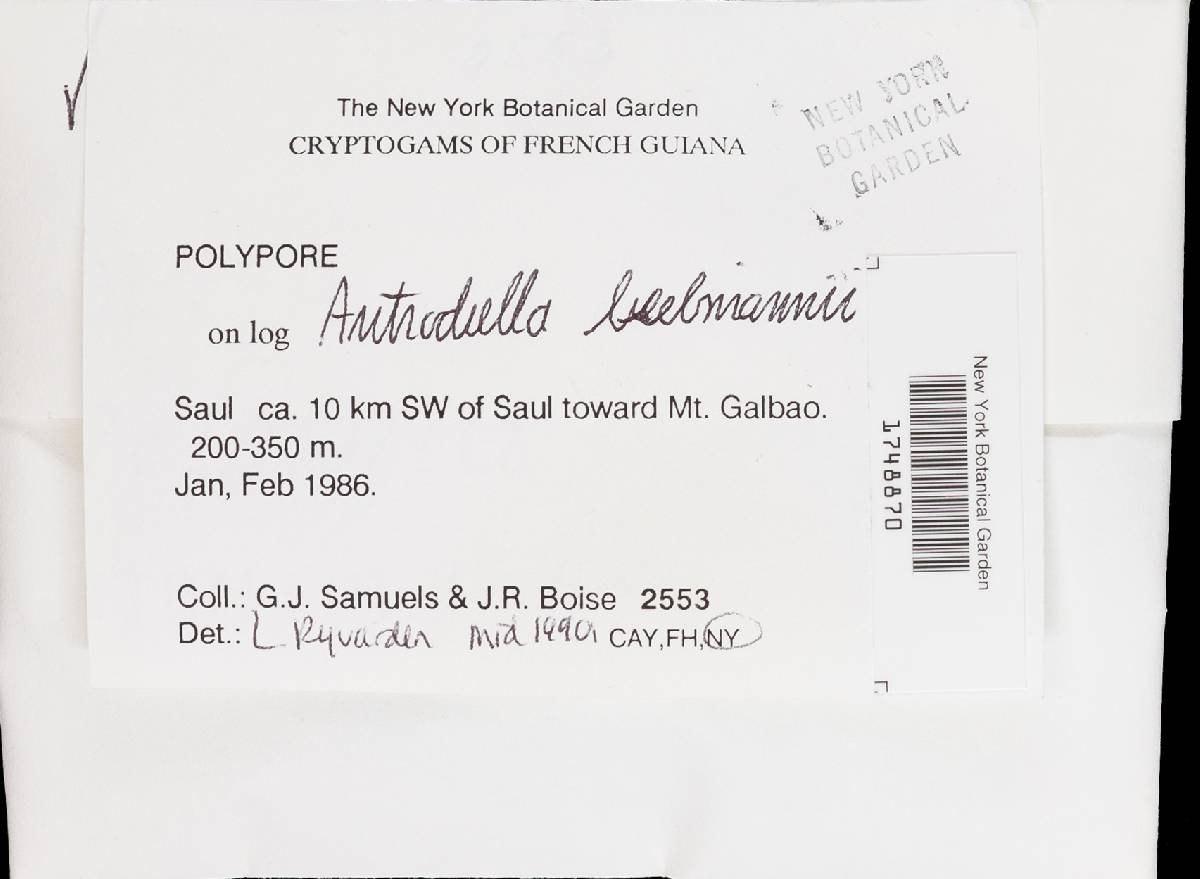 The New York Botanical Garden
CRYPTOGAMS OF FRENCH GUIANA
NEW YORK
BOTANICAL
GARDEN
POLYPORE
on log Antrodiella liebmannii
Saul ca. 10 km SW of Saul toward Mt. Galbao.
200-350 m.
Jan, Feb 1986.
Coll.: G.J. Samuels & J.R. Boise 2553
Det.: L Ryvarden mid 1990s CAY,FH,NY
1748870
New York Botanical Garden